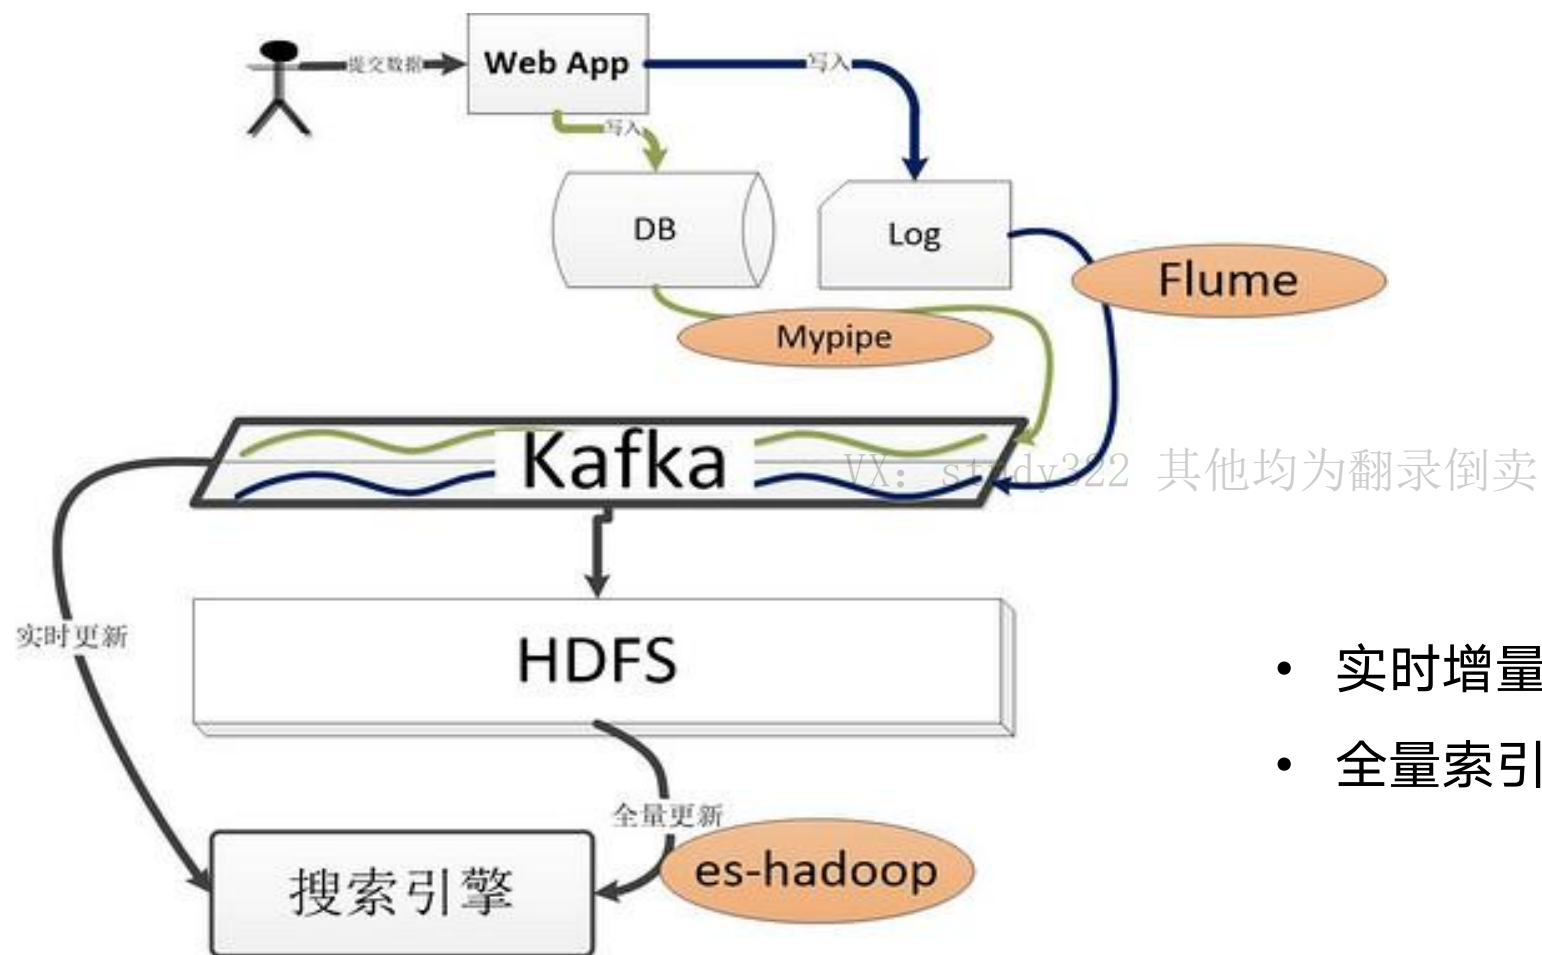 提交数据
Web App
写入
写入
DB
Log
Flume
Mypipe
Kafka
VX: study322 其他均为翻录倒卖
HDFS
实时更新
• 实时增量
• 全量索引
全量更新
es-hadoop
搜索引擎